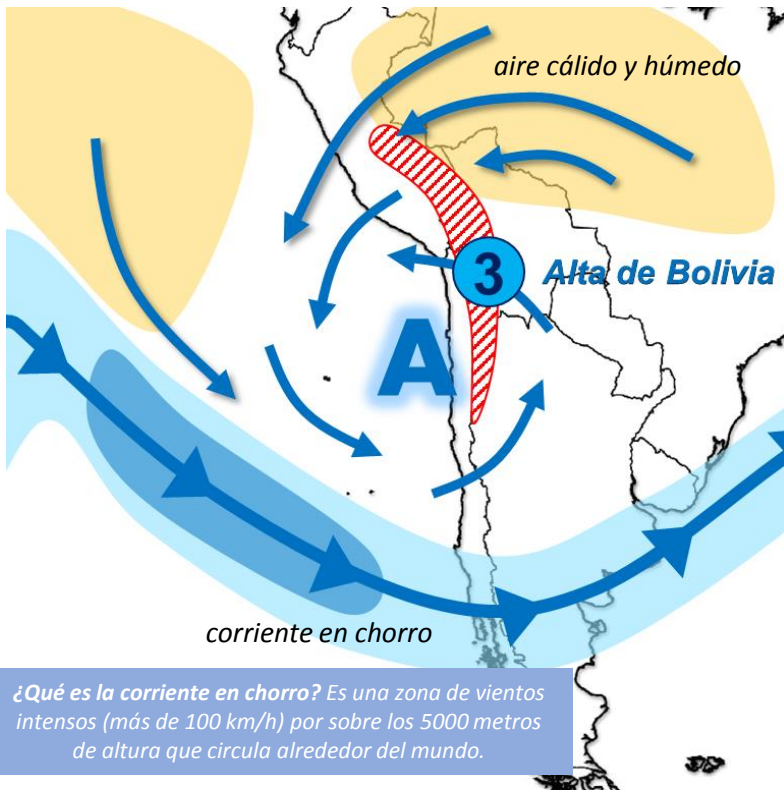 aire cálido y húmedo
3
Alta de Bolivia
A
corriente en chorro
¿Qué es la corriente en chorro? Es una zona de vientos
intensos (más de 100 km/h) por sobre los 5000 metros
de altura que circula alrededor del mundo.